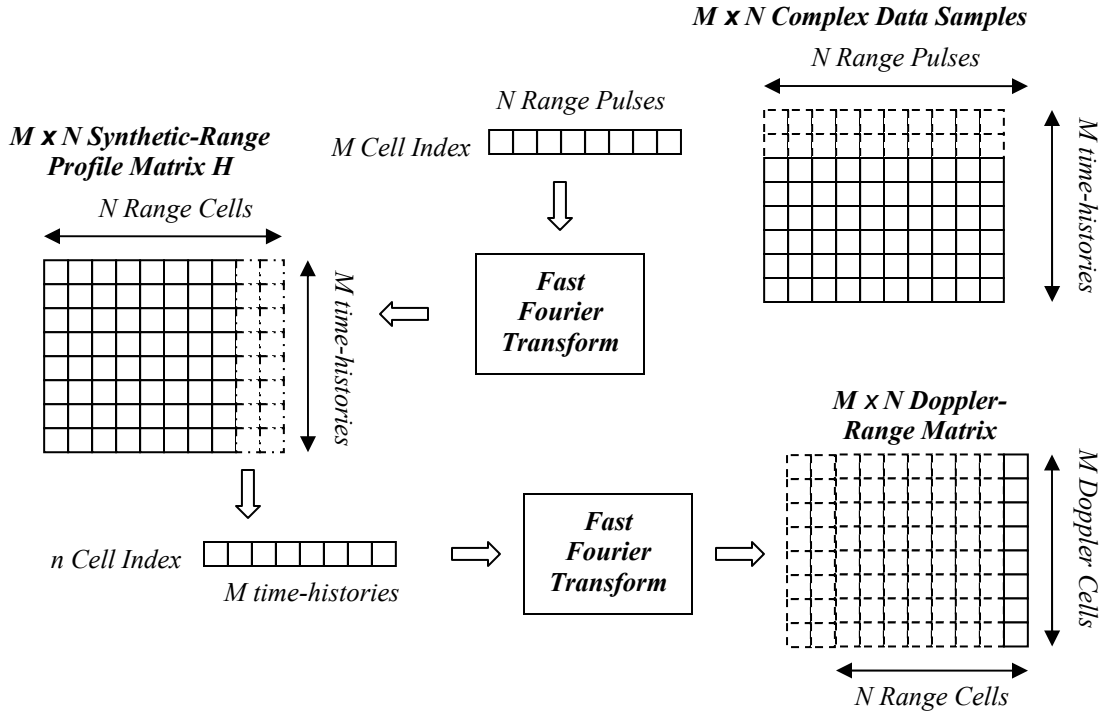 M x N Complex Data Samples
N Range Pulses
M time-histories
N Range Pulses
M Cell Index
M x N Synthetic-Range
Profile Matrix H
N Range Cells
M time-histories
Fast
Fourier
Transform
M x N Doppler-
Range Matrix
M Doppler Cells
N Range Cells
n Cell Index
M time-histories
Fast
Fourier
Transform